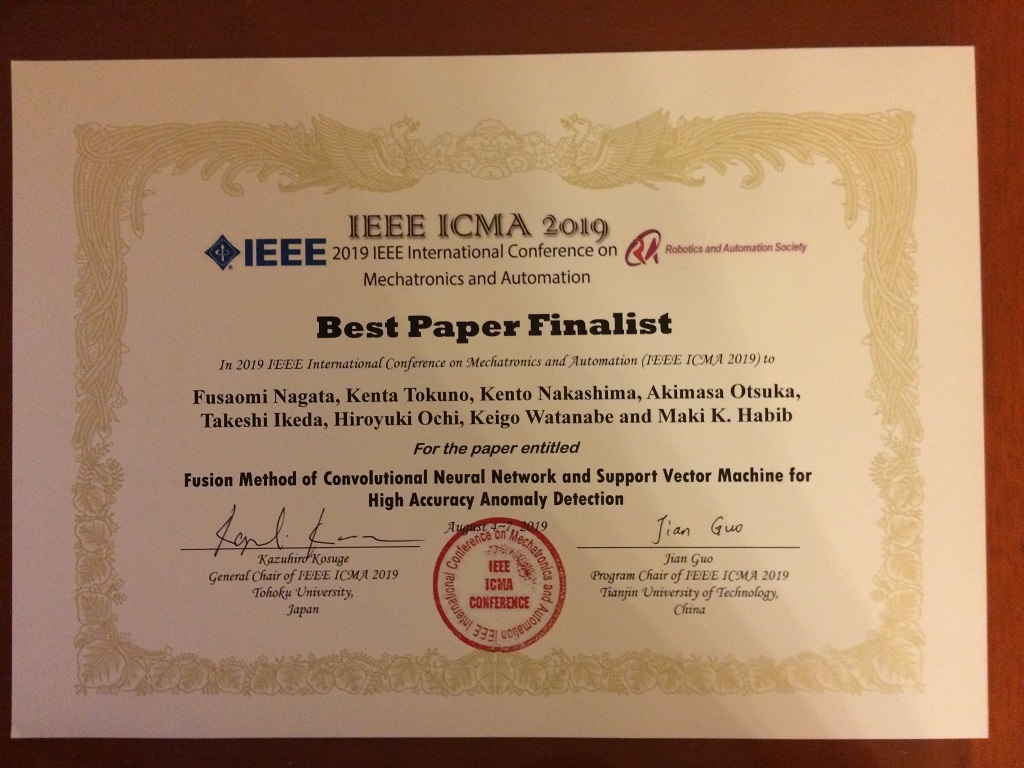 IEEE ICMA 2019
IEEE
2019 IEEE International Conference on
Robotics and Automation Society
Mechatronics and Automation
Best Paper Finalist
In 2019 IEEE International Conference on Mechatronics and Automation (IEEE ICMA 2019) to
Fusaomi Nagata, Kenta Tokuno, Kento Nakashima, Akimasa Otsuka,
Takeshi Ikeda, Hiroyuki Ochi, Keigo Watanabe and Maki K. Habib
For the paper entitled
Fusion Method of Convolutional Neural Network and Support Vector Machine for
High Accuracy Anomaly Detection
August 4-7, 2019
Jian Guo
Kazuhiro Kosuge
General Chair of IEEE ICMA 2019
Tohoku University,
Japan
IEEE International Conference on Mechatronics and Automation
IEEE
ICMA
CONFERENCE
Jian Guo
Program Chair of IEEE ICMA 2019
Tianjin University of Technology,
China